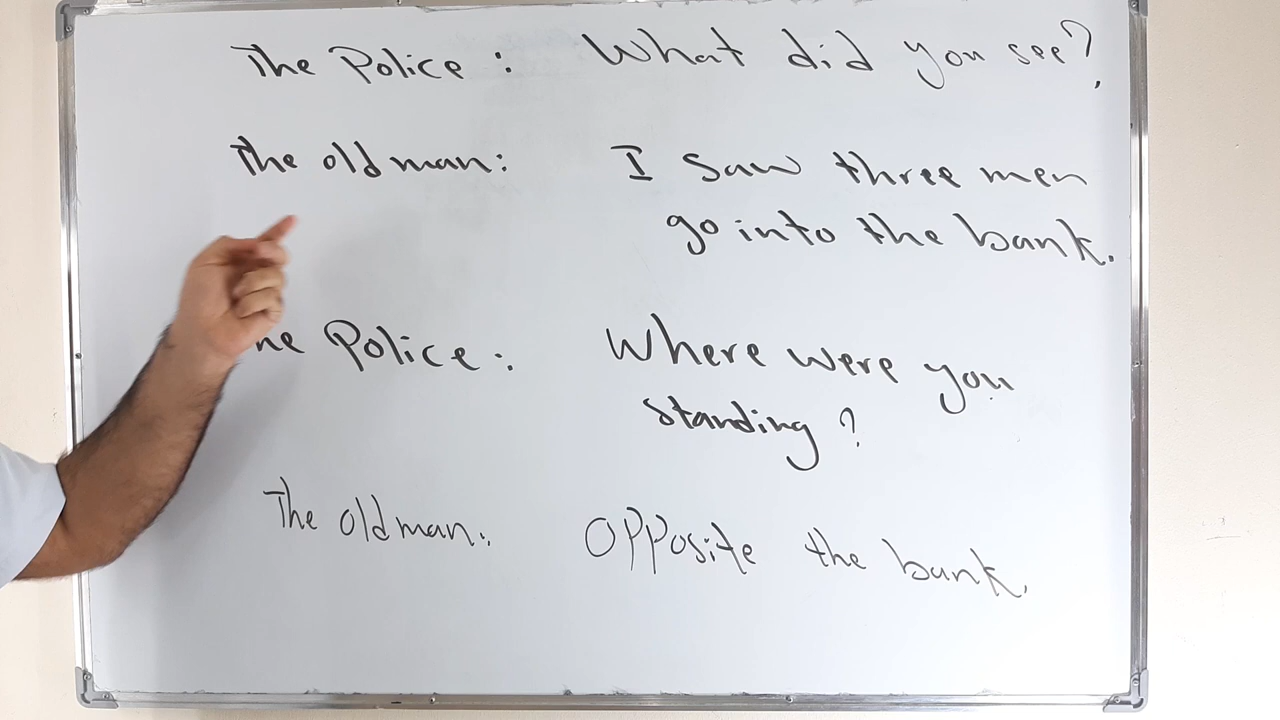 The Police : What did you see?
The old man: I saw three men
go into the bank.
he Police : Where were you
standing ?
The old man: Opposite the bank.